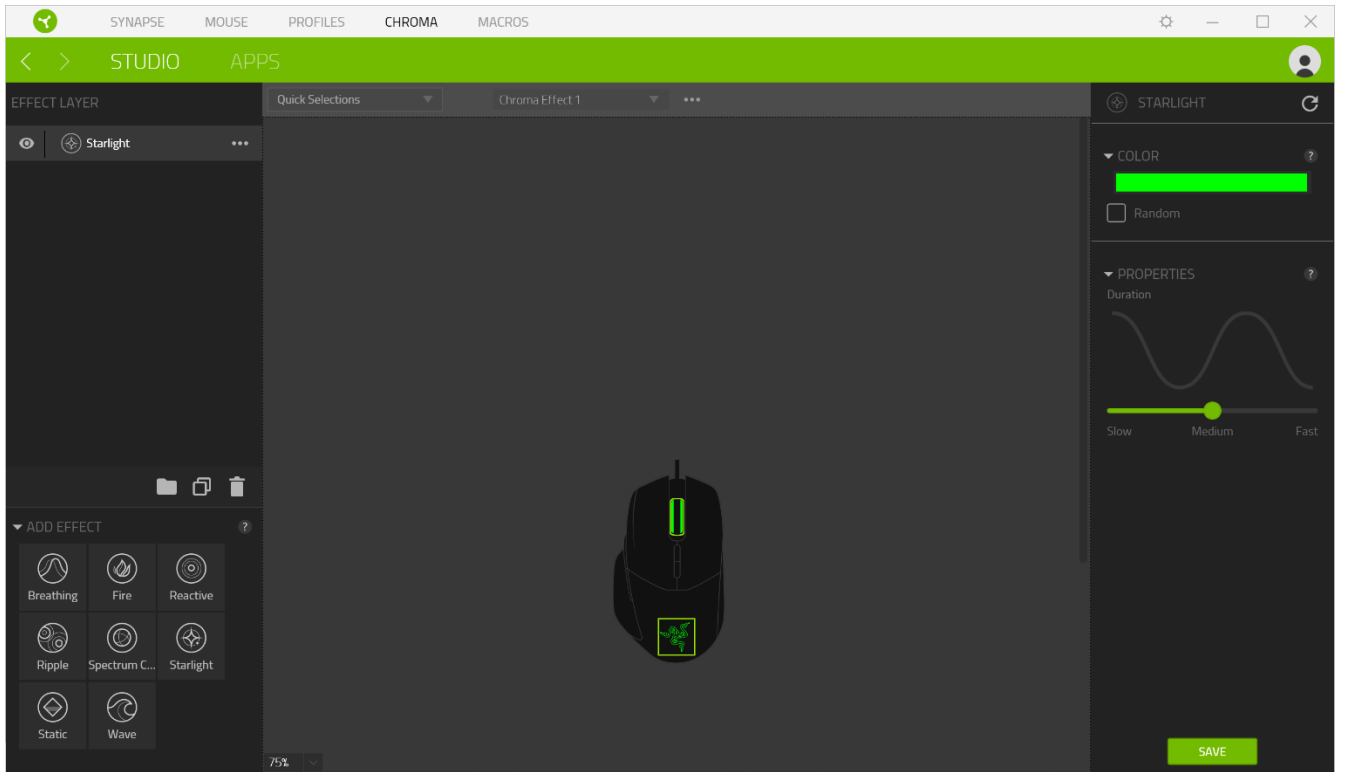 SYNAPSE MOUSE PROFILES CHROMA MACROS
STUDIO APPS
EFFECT LAYER
Quick Selections Chroma Effect 1 •••
STARLIGHT
Starlight •••
COLOR ?
Random
PROPERTIES ?
Duration
Slow Medium Fast
ADD EFFECT ?
Breathing Fire Reactive
Ripple Spectrum C... Starlight
Static Wave
75%
SAVE